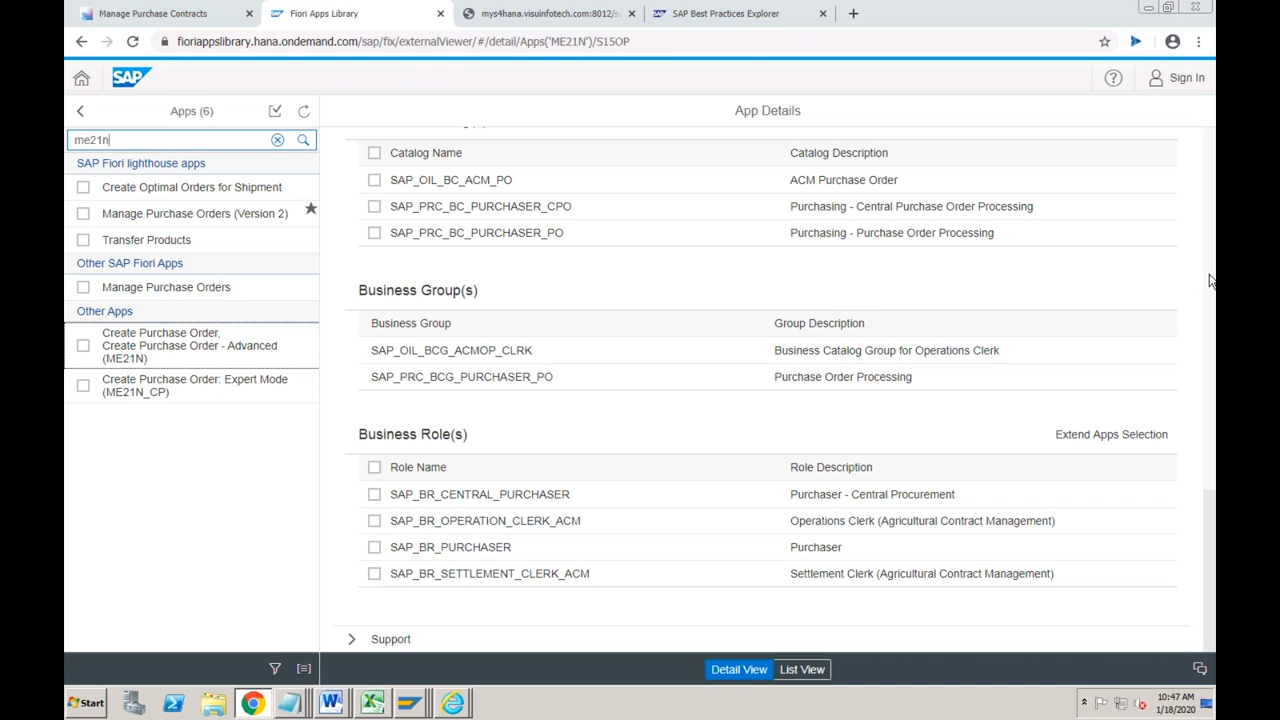 Manage Purchase Contracts
Fiori Apps Library
mys4hana.visuinfotech.com:8012/s
SAP Best Practices Explorer
fioriappslibrary.hana.ondemand.com/sap/fix/externalViewer/#/detail/Apps('ME21N')/S15OP
SAP
Sign In
Apps (6)
App Details
me21n
SAP Fiori lighthouse apps
Create Optimal Orders for Shipment
Manage Purchase Orders (Version 2)
Transfer Products
Other SAP Fiori Apps
Manage Purchase Orders
Other Apps
Create Purchase Order,
Create Purchase Order - Advanced
(ME21N)
Create Purchase Order: Expert Mode
(ME21N_CP)
Catalog Name Catalog Description
SAP_OIL_BC_ACM_PO ACM Purchase Order
SAP_PRC_BC_PURCHASER_CPO Purchasing - Central Purchase Order Processing
SAP_PRC_BC_PURCHASER_PO Purchasing - Purchase Order Processing
Business Group(s)
Business Group Group Description
SAP_OIL_BCG_ACMOP_CLRK Business Catalog Group for Operations Clerk
SAP_PRC_BCG_PURCHASER_PO Purchase Order Processing
Business Role(s) Extend Apps Selection
Role Name Role Description
SAP_BR_CENTRAL_PURCHASER Purchaser - Central Procurement
SAP_BR_OPERATION_CLERK_ACM Operations Clerk (Agricultural Contract Management)
SAP_BR_PURCHASER Purchaser
SAP_BR_SETTLEMENT_CLERK_ACM Settlement Clerk (Agricultural Contract Management)
Support
Detail View List View
Start
10:47 AM
1/18/2020